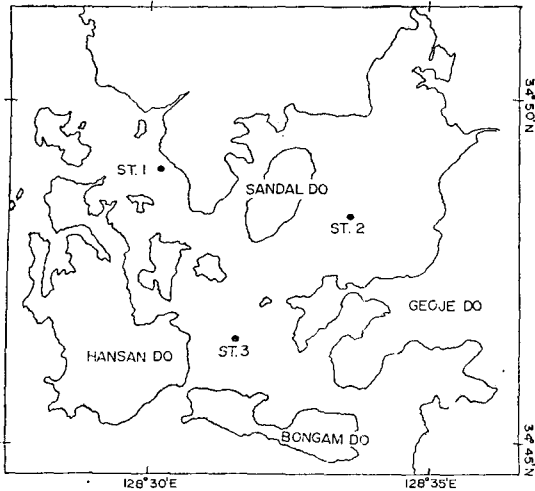 34°50'N
ST. 1
SANDAL DO
ST. 2
GEOJE DO
ST. 3
HANSAN DO
BONGAM DO
34°45'N
128°30'E
128°35'E